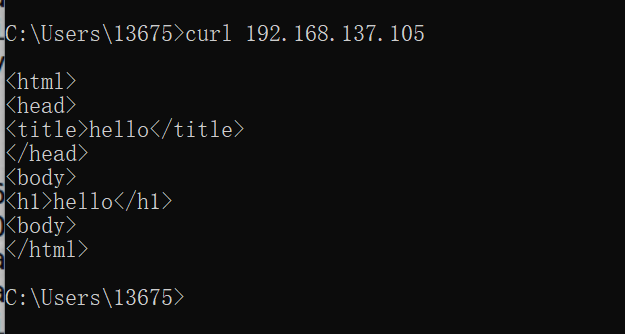 C:\Users\13675>curl 192.168.137.105
<html>
<head>
<title>hello</title>
</head>
<body>
<h1>hello</h1>
<body>
</html>
C:\Users\13675>